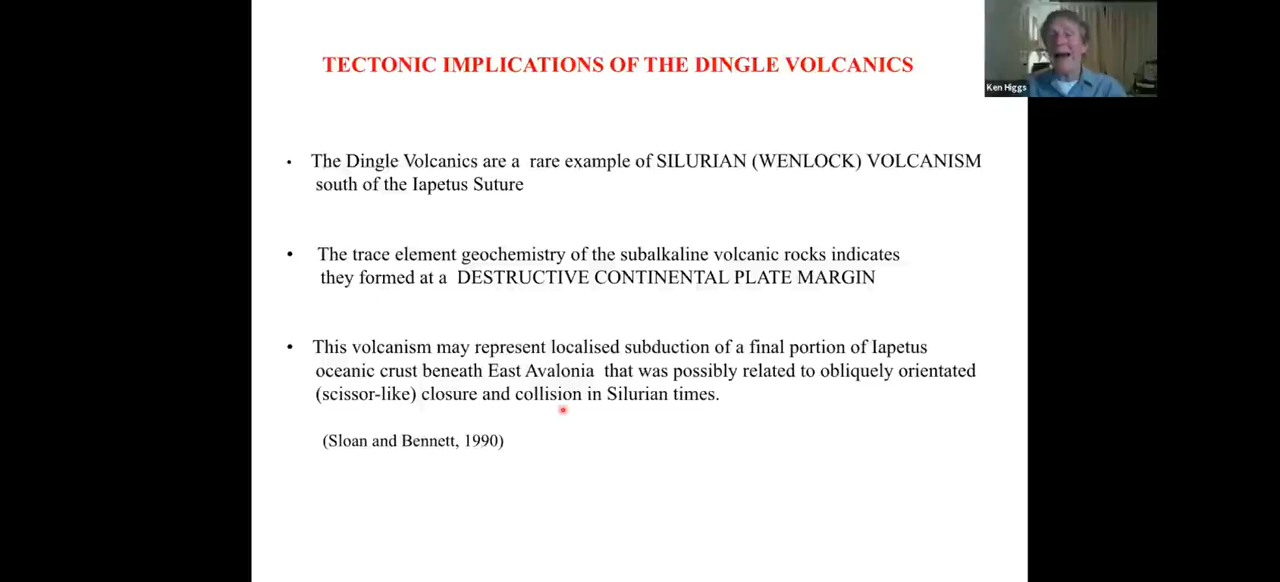 TECTONIC IMPLICATIONS OF THE DINGLE VOLCANICS
Ken Higgs
• The Dingle Volcanics are a rare example of SILURIAN (WENLOCK) VOLCANISM
south of the Iapetus Suture
• The trace element geochemistry of the subalkaline volcanic rocks indicates
they formed at a DESTRUCTIVE CONTINENTAL PLATE MARGIN
• This volcanism may represent localised subduction of a final portion of Iapetus
oceanic crust beneath East Avalonia that was possibly related to obliquely orientated
(scissor-like) closure and collision in Silurian times.
(Sloan and Bennett, 1990)